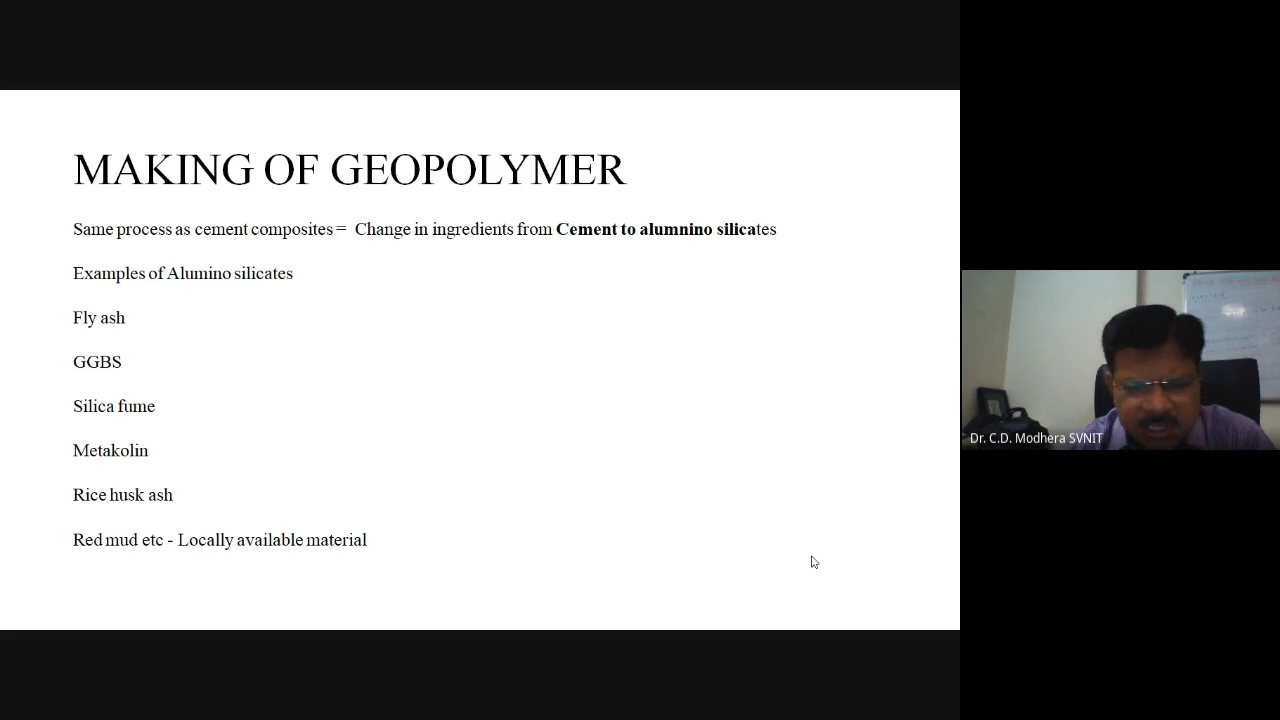 MAKING OF GEOPOLYMER
Same process as cement composites = Change in ingredients from Cement to alumnino silicates
Examples of Alumino silicates
Fly ash
GGBS
Silica fume
Metakolin
Rice husk ash
Red mud etc - Locally available material
Dr. C.D. Modhera SVNIT